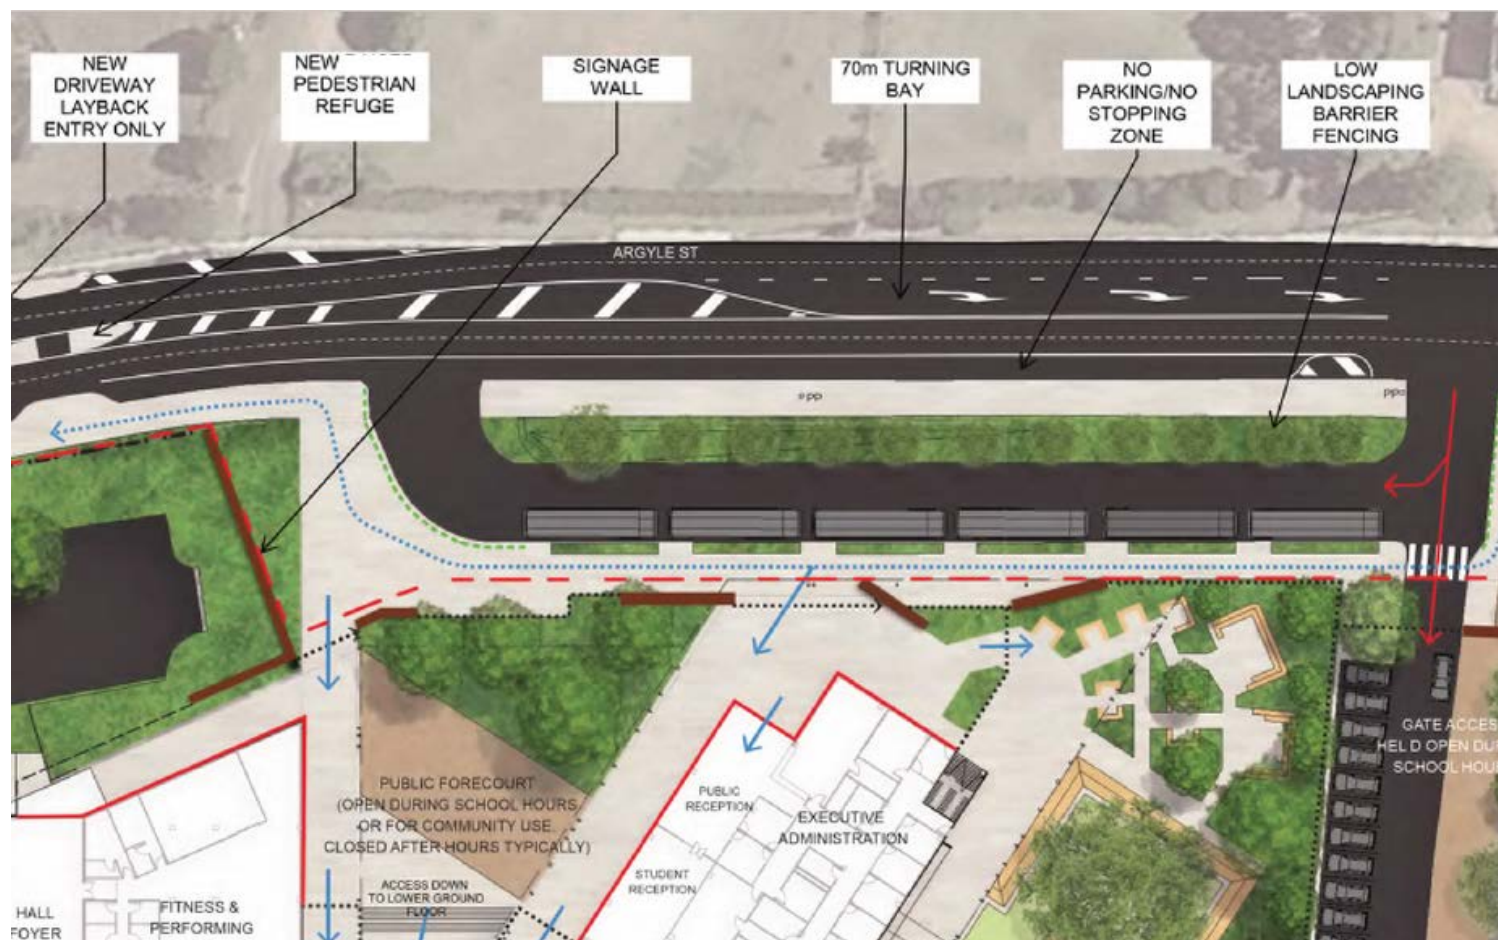 NEW
DRIVEWAY
LAYBACK
ENTRY ONLY
NEW
PEDESTRIAN
REFUGE
SIGNAGE
WALL
70m TURNING
BAY
NO
PARKING/NO
STOPPING
ZONE
LOW
LANDSCAPING
BARRIER
FENCING
ARGYLE ST
PUBLIC FORECOURT
(OPEN DURING SCHOOL HOURS
OR FOR COMMUNITY USE.
CLOSED AFTER HOURS TYPICALLY)
ACCESS DOWN
TO LOWER GROUND
FLOOR
PUBLIC
RECEPTION
STUDENT
RECEPTION
EXECUTIVE
ADMINISTRATION
GATE ACCES
HELD OPEN DU
SCHOOL HOU
HALL
FOYER
FITNESS &
PERFORMING